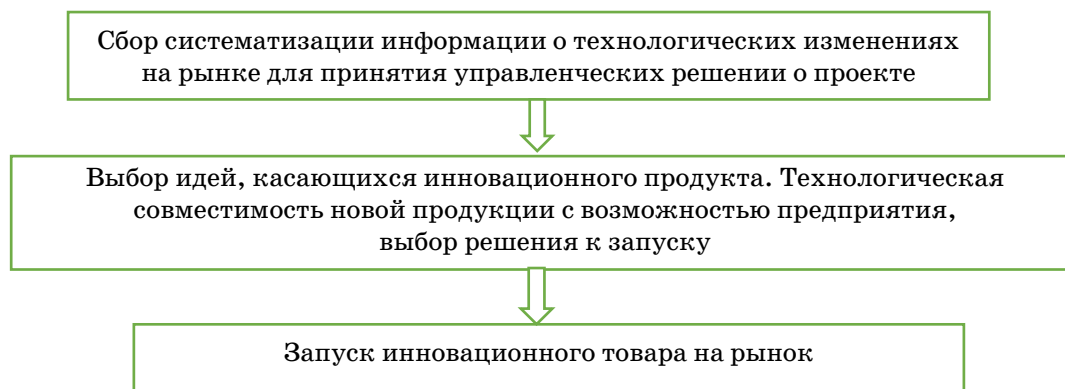 Сбор систематизации информации о технологических изменениях
на рынке для принятия управленческих решении о проекте
Выбор идей, касающихся инновационного продукта. Технологическая
совместимость новой продукции с возможностью предприятия,
выбор решения к запуску
Запуск инновационного товара на рынок